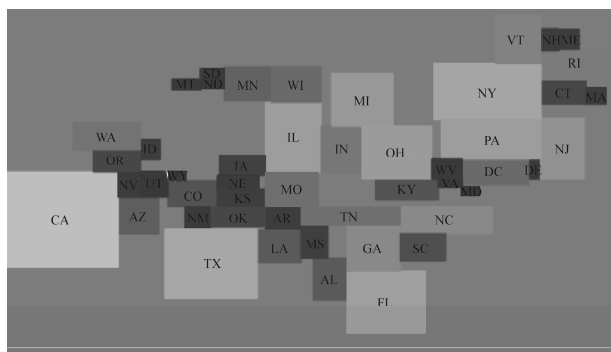 VT
NH ME
RI
SD
MT ND MN WI
MI
NY
CT
MA
WA
ID
OR
IL
IN
OH
PA
NJ
IA
WY
NV UT
NE
CO
KS
MO
KY
WV
VA
MD
DC
DE
CA
AZ
NM OK AR
TN
NC
TX
LA
MS
GA
SC
AL
FL